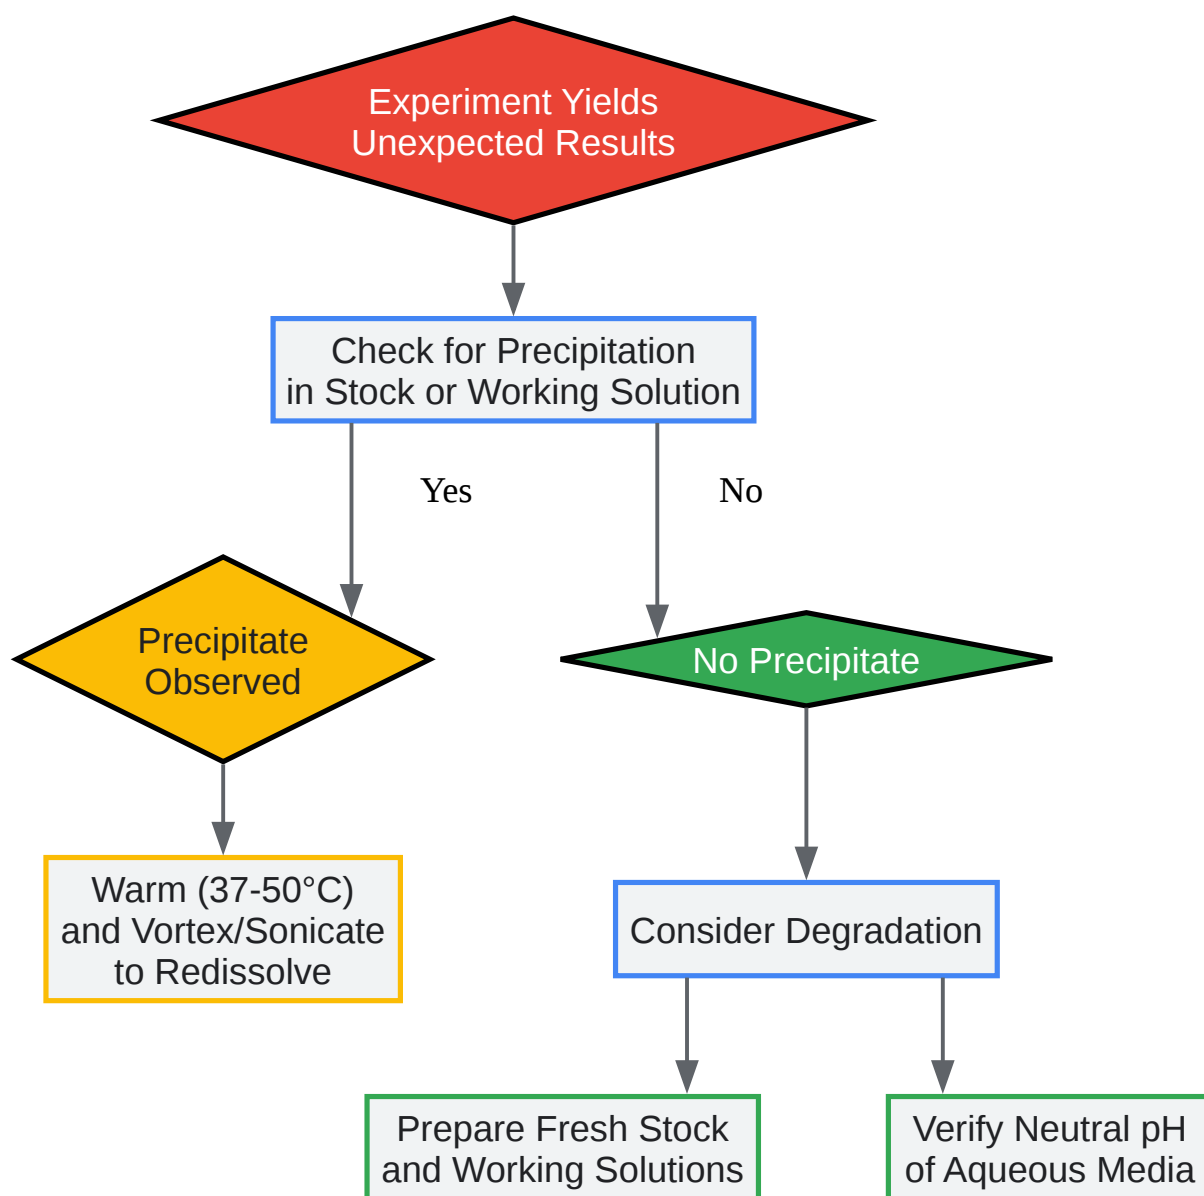 Experiment Yields
Unexpected Results
Check for Precipitation
in Stock or Working Solution
Yes
No
Precipitate
Observed
No Precipitate
Warm (37-50°C)
and Vortex/Sonicate
to Redissolve
Consider Degradation
Prepare Fresh Stock
and Working Solutions
Verify Neutral pH
of Aqueous Media